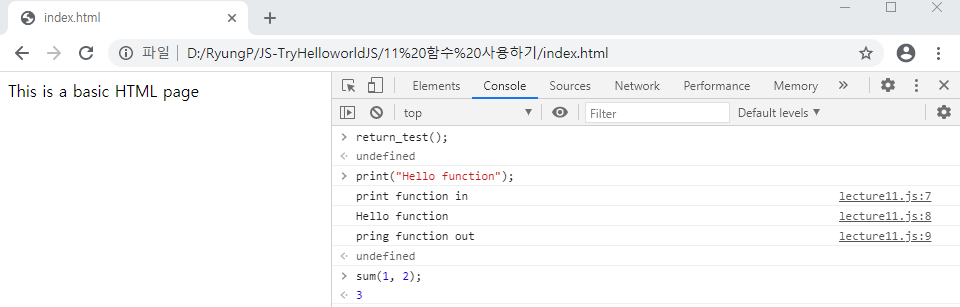 index.html
파일 | D:/RyungP/JS-TryHelloworldJS/11%20함수%20사용하기/index.html
This is a basic HTML page
Elements Console Sources Network Performance Memory
top Filter Default levels
return_test();
undefined
print("Hello function");
print function in lecture11.js:7
Hello function lecture11.js:8
pring function out lecture11.js:9
undefined
sum(1, 2);
3